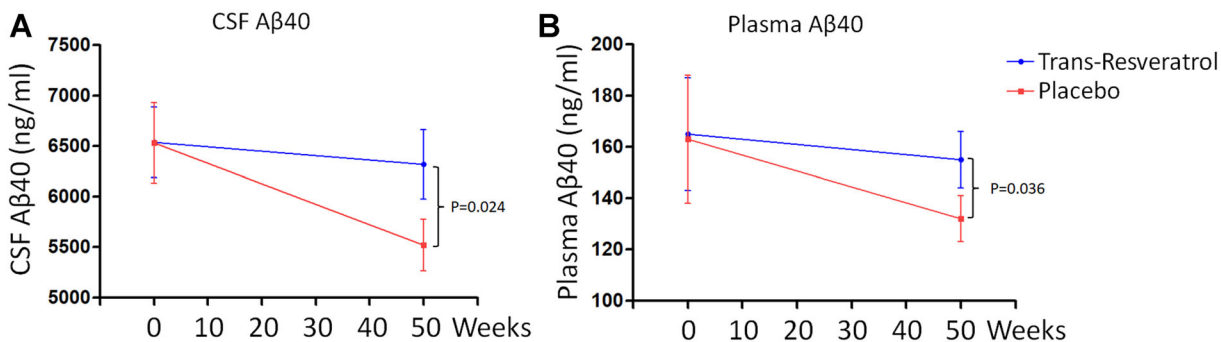 A
CSF Aβ40
CSF Aβ40 (ng/ml)
7500
7000
6500
6000
5500
5000
P=0.024
0 10 20 30 40 50 Weeks
B
Plasma Aβ40
Plasma Aβ40 (ng/ml)
200
180
160
140
120
100
P=0.036
0 10 20 30 40 50 Weeks
Trans-Resveratrol
Placebo